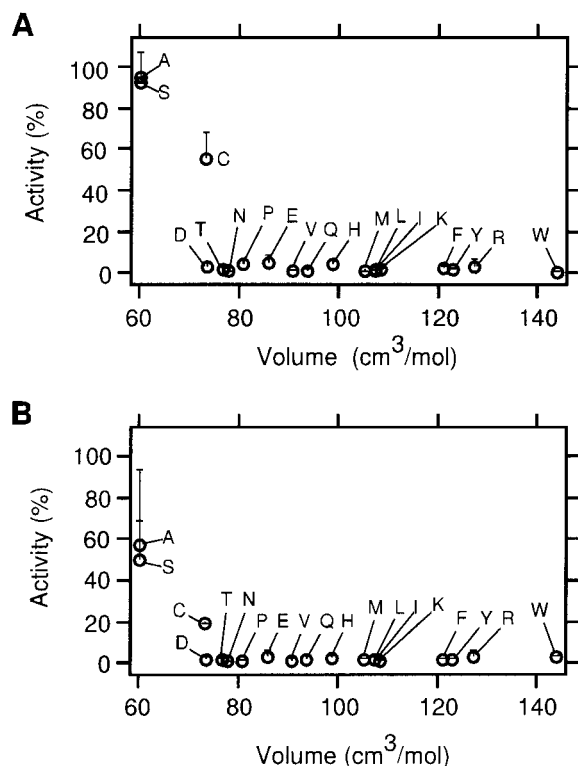 A
100
80
60
40
20
0
Activity (%)
A
S
C
D T N P E V Q H M L I K F Y R W
60 80 100 120 140
Volume (cm3/mol)
B
100
80
60
40
20
0
Activity (%)
A
S
C T N P E V Q H M L I K F Y R W
D
60 80 100 120 140
Volume (cm3/mol)